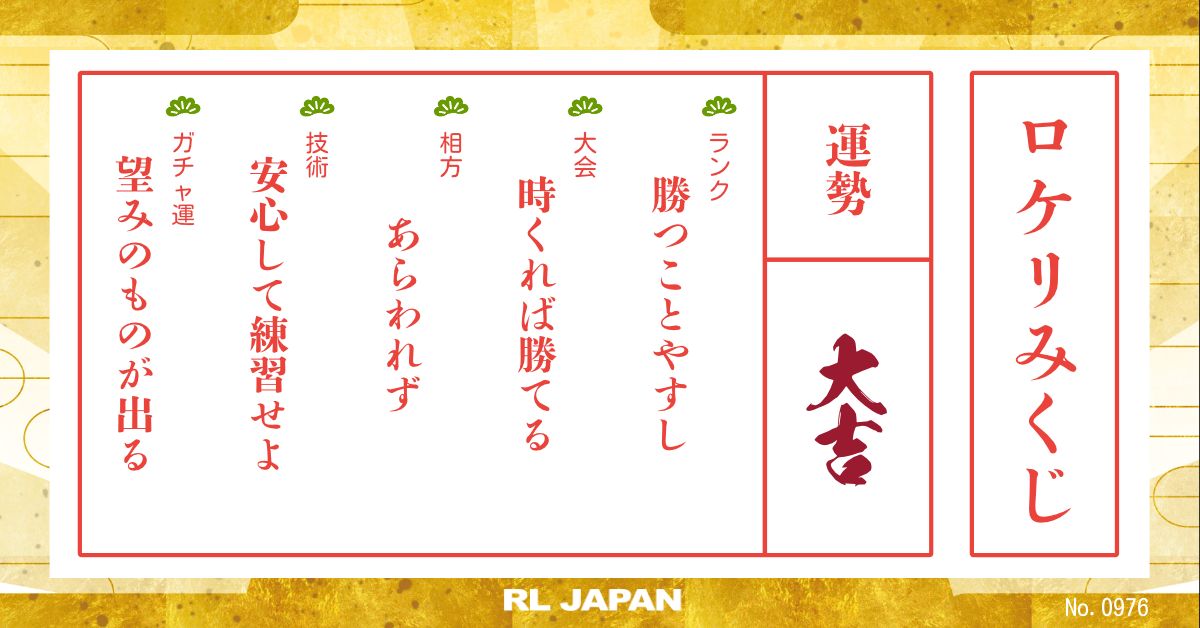 ロケリみくじ
運勢
大吉
ランク
勝つことやすし
大会
時くれば勝てる
相方
あらわれず
技術
安心して練習せよ
ガチャ運
望みのものが出る
RL JAPAN
No. 0976